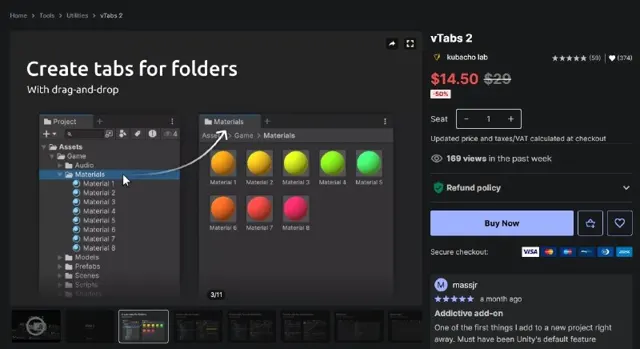 Home > Tools > Utilities > vTabs 2
Create tabs for folders
With drag-and-drop
Project
4
Assets
Game
Audio
Materials
Material 1
Material 2
Material 3
Material 4
Material 5
Material 6
Material 7
Material 8
Models
Prefabs
Scenes
Scripts
Shaders
Materials
Assets > Game > Materials
Material 1 Material 2 Material 3 Material 4 Material 5
Material 6 Material 7 Material 8
3/11
vTabs 2
kubacho lab
(59) | (374)
$14.50 $29
-50%
Seat
− 1 +
Updated price and taxes/VAT calculated at checkout
169 views in the past week
Refund policy
Buy Now
Secure checkout:
VISA
M massjr
a month ago
Addictive add-on
One of the first things I add to a new project right
away. Must have been Unity's default feature